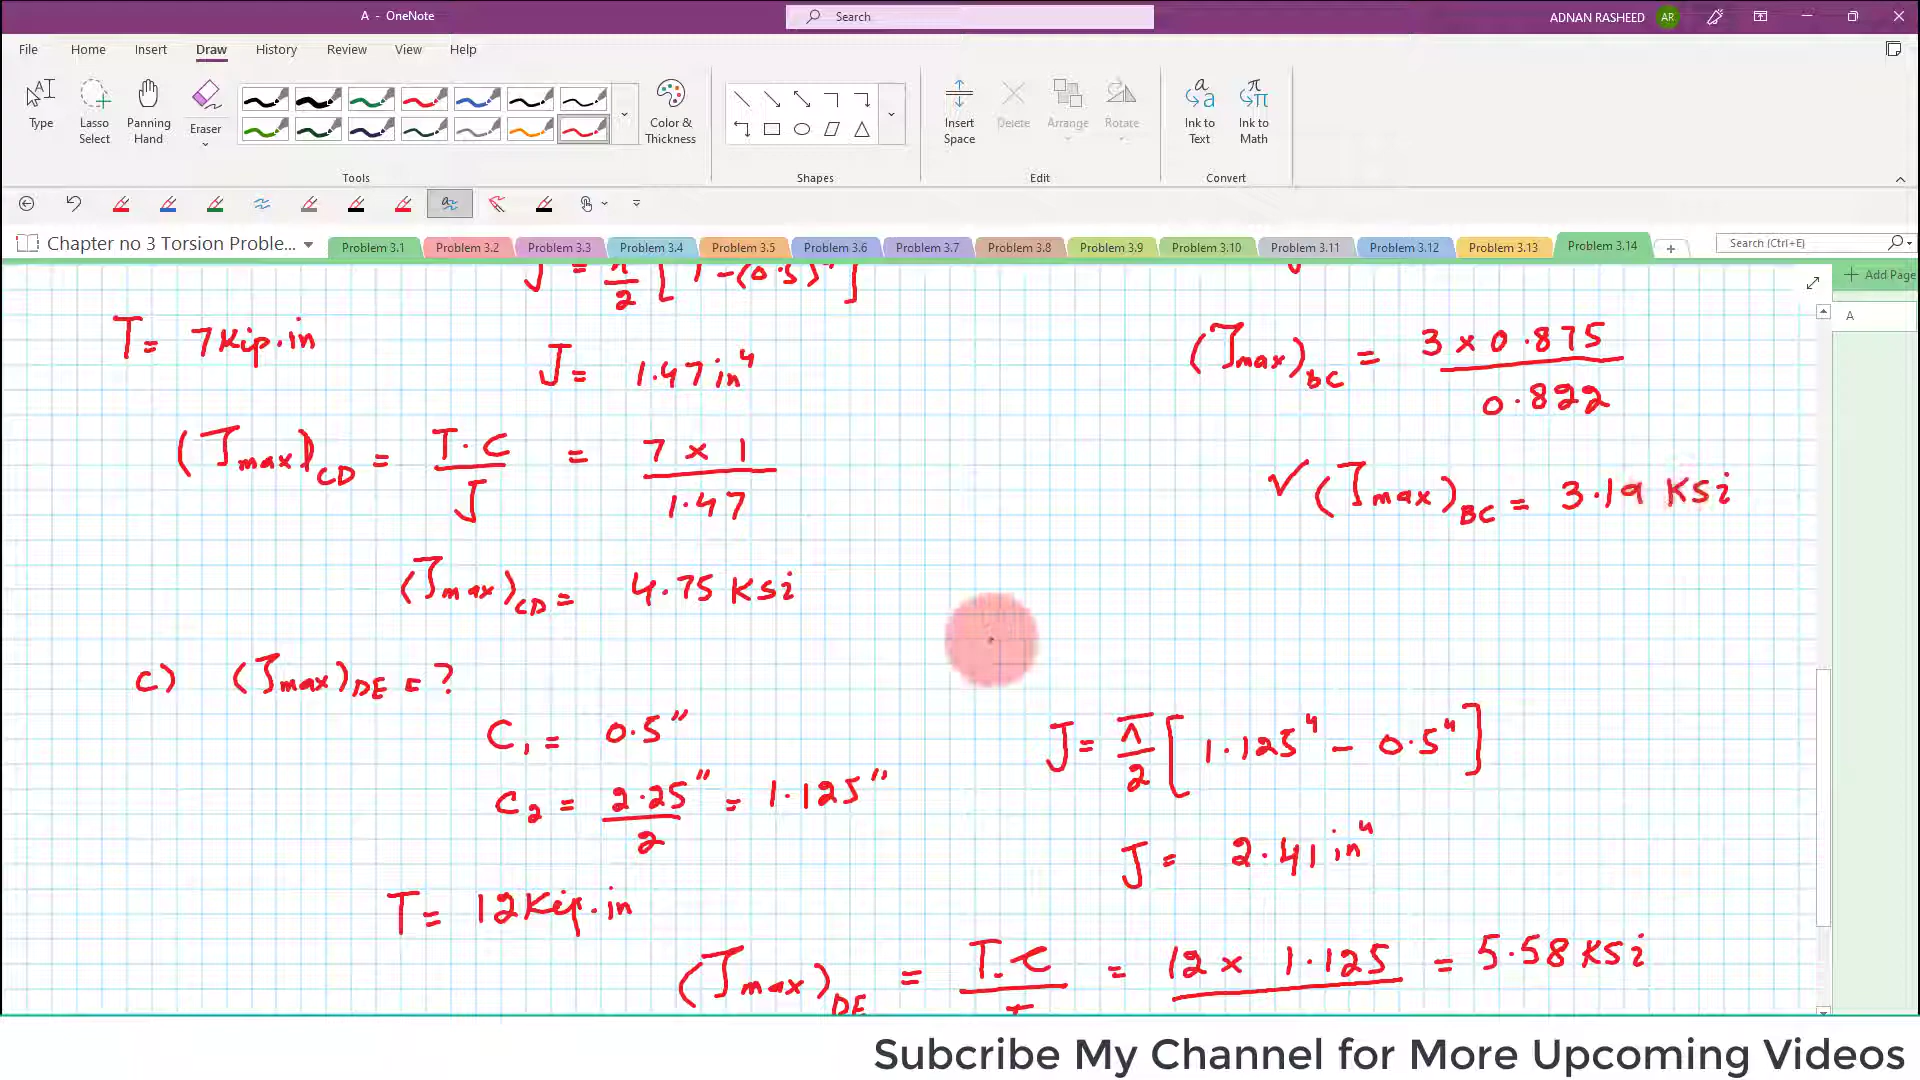 A - OneNote
Search
ADNAN RASHEED AR
File Home Insert Draw History Review View Help
Type
Lasso Select
Panning Hand
Eraser
Color & Thickness
Insert Space
Delete
Arrange
Rotate
Ink to Text
Ink to Math
Tools
Shapes
Edit
Convert
Chapter no 3 Torsion Proble...
Problem 3.1 Problem 3.2 Problem 3.3 Problem 3.4 Problem 3.5 Problem 3.6 Problem 3.7 Problem 3.8 Problem 3.9 Problem 3.10 Problem 3.11 Problem 3.12 Problem 3.13 Problem 3.14
Search (Ctrl+E)
Add Page
A
T = 7 Kip.in
J = 1.47 in⁴
(τmax)CD = T.C / J = 7 x 1 / 1.47
(τmax)CD = 4.75 Ksi
(τmax)BC = 3 x 0.875 / 0.822
✓ (τmax)BC = 3.19 Ksi
c) (τmax)DE = ?
C₁ = 0.5"
C₂ = 2.25" / 2 = 1.125"
T = 12 Kip.in
J = π/2 [1.125⁴ - 0.5⁴]
J = 2.41 in⁴
(τmax)DE = T.C = 12 x 1.125 = 5.58 Ksi
Subcribe My Channel for More Upcoming Videos